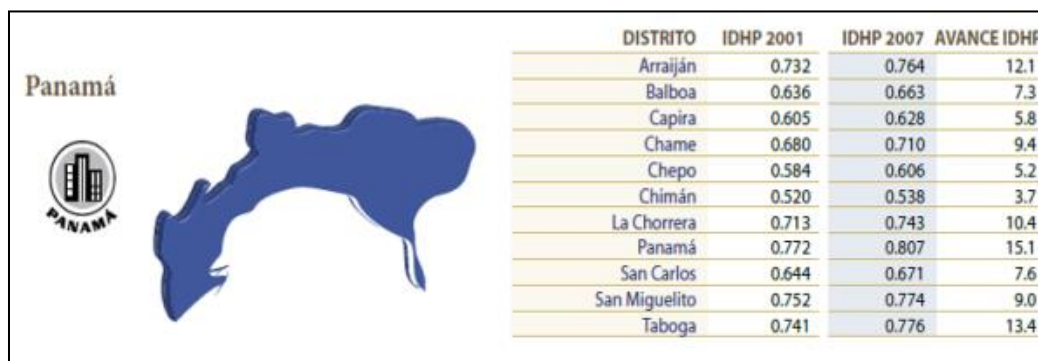 Panamá
PANAMÁ
DISTRITO IDHP 2001 IDHP 2007 AVANCE IDHP
Arraiján 0.732 0.764 12.1
Balboa 0.636 0.663 7.3
Capira 0.605 0.628 5.8
Chame 0.680 0.710 9.4
Chepo 0.584 0.606 5.2
Chimán 0.520 0.538 3.7
La Chorrera 0.713 0.743 10.4
Panamá 0.772 0.807 15.1
San Carlos 0.644 0.671 7.6
San Miguelito 0.752 0.774 9.0
Taboga 0.741 0.776 13.4